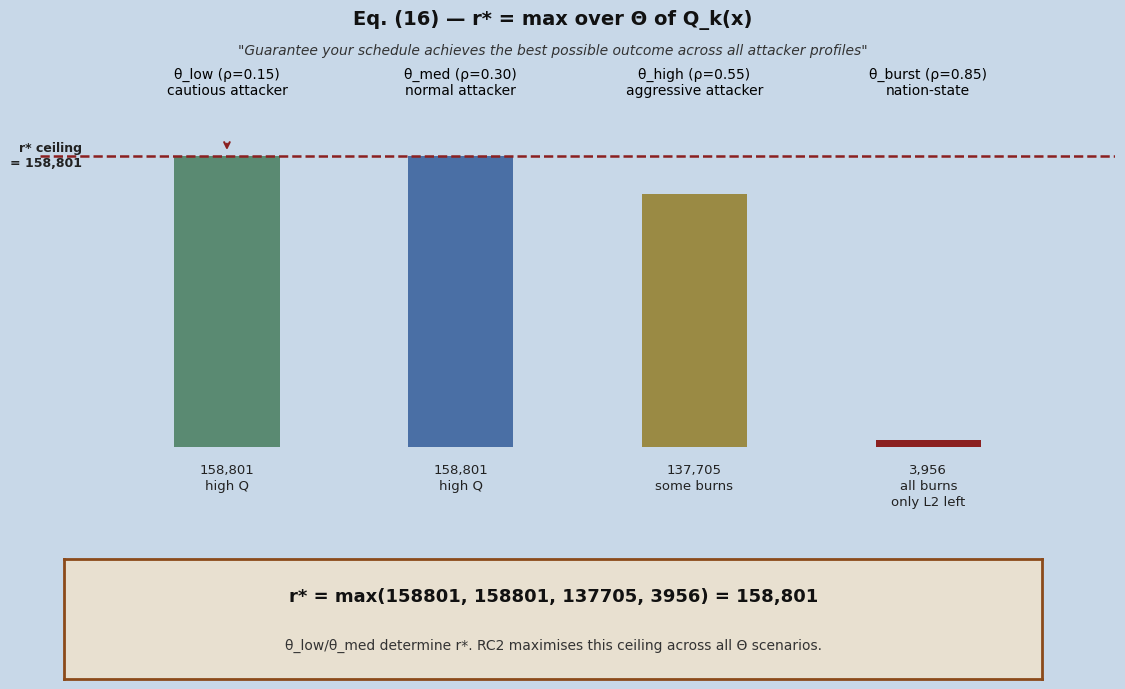 Eq. (16) — r* = max over Θ of Q_k(x)
"Guarantee your schedule achieves the best possible outcome across all attacker profiles"
θ_low (ρ=0.15)
cautious attacker
θ_med (ρ=0.30)
normal attacker
θ_high (ρ=0.55)
aggressive attacker
θ_burst (ρ=0.85)
nation-state
r* ceiling
= 158,801
158,801
high Q
158,801
high Q
137,705
some burns
3,956
all burns
only L2 left
r* = max(158801, 158801, 137705, 3956) = 158,801
θ_low/θ_med determine r*. RC2 maximises this ceiling across all Θ scenarios.